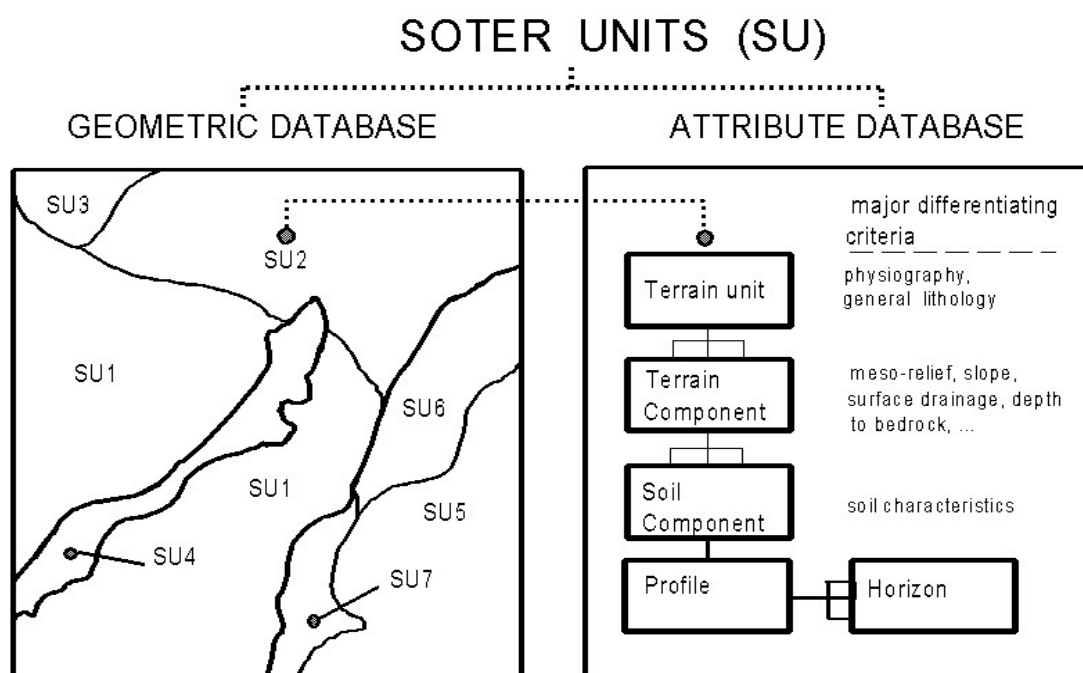 SOTER UNITS (SU)
GEOMETRIC DATABASE
ATTRIBUTE DATABASE
SU3
SU2
SU1
SU6
SU1
SU5
SU4
SU7
major differentiating
criteria
Terrain unit
physiography,
general lithology
Terrain
Component
meso-relief, slope,
surface drainage, depth
to bedrock, ...
Soil
Component
soil characteristics
Profile
Horizon